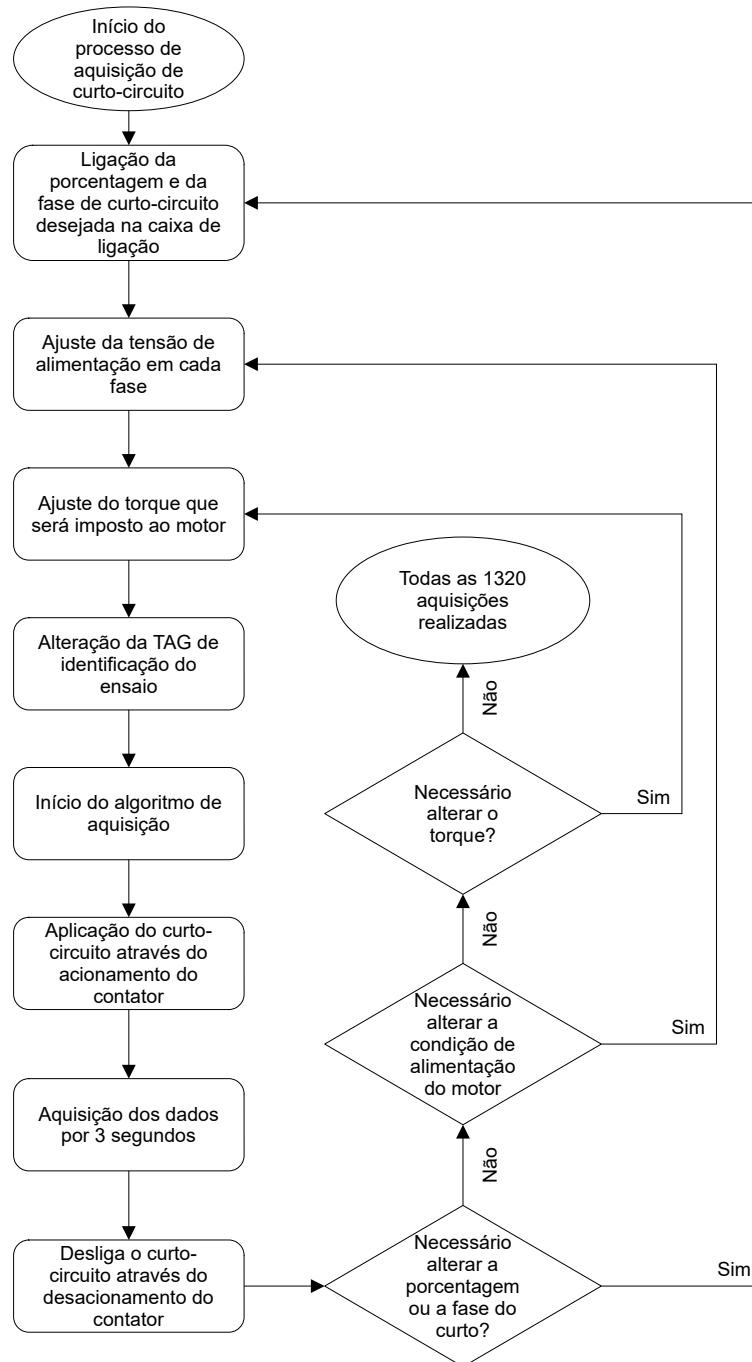 Início do
processo de
aquisição de
curto-circuito
Ligação da
porcentagem e da
fase de curto-circuito
desejada na caixa de
ligação
Ajuste da tensão de
alimentação em cada
fase
Ajuste do torque que
será imposto ao motor
Alteração da TAG de
identificação do
ensaio
Início do algoritmo de
aquisição
Aplicação do curto-
circuito através do
acionamento do
contator
Aquisição dos dados
por 3 segundos
Desliga o curto-
circuito através do
desacionamento do
contator
Necessário
alterar a
porcentagem
ou a fase do
curto?
Sim
Não
Necessário
alterar a
condição de
alimentação
do motor
Sim
Não
Necessário
alterar o
torque?
Sim
Não
Todas as 1320
aquisições
realizadas